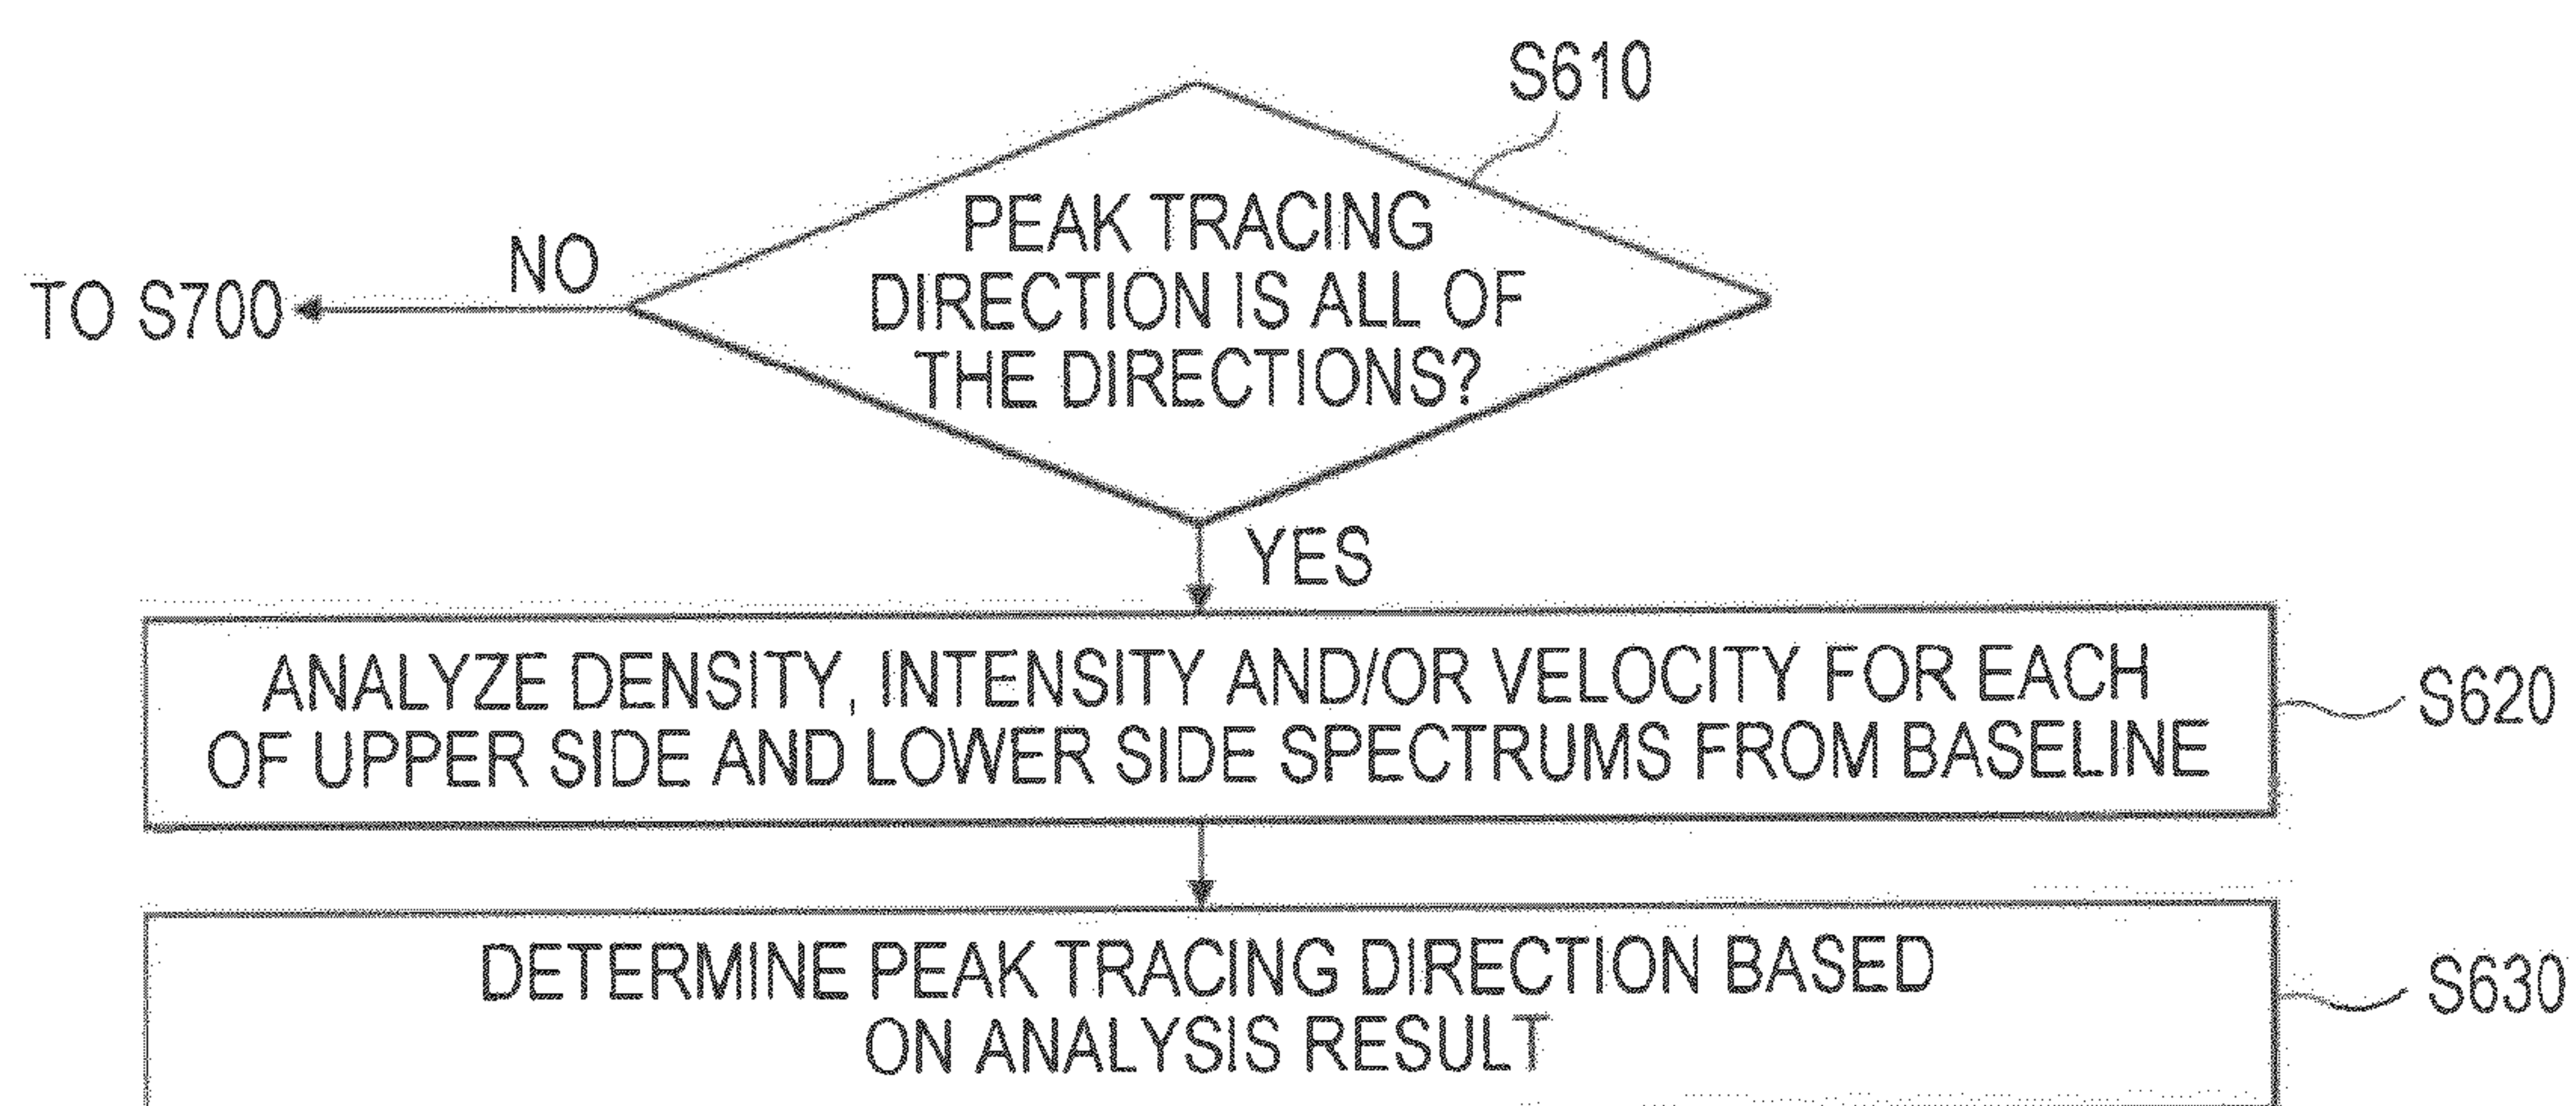 S610
PEAK TRACING
DIRECTION IS ALL OF
THE DIRECTIONS?
NO
TO S700
YES
ANALYZE DENSITY, INTENSITY AND/OR VELOCITY FOR EACH
OF UPPER SIDE AND LOWER SIDE SPECTRUMS FROM BASELINE
S620
DETERMINE PEAK TRACING DIRECTION BASED
ON ANALYSIS RESULT
S630